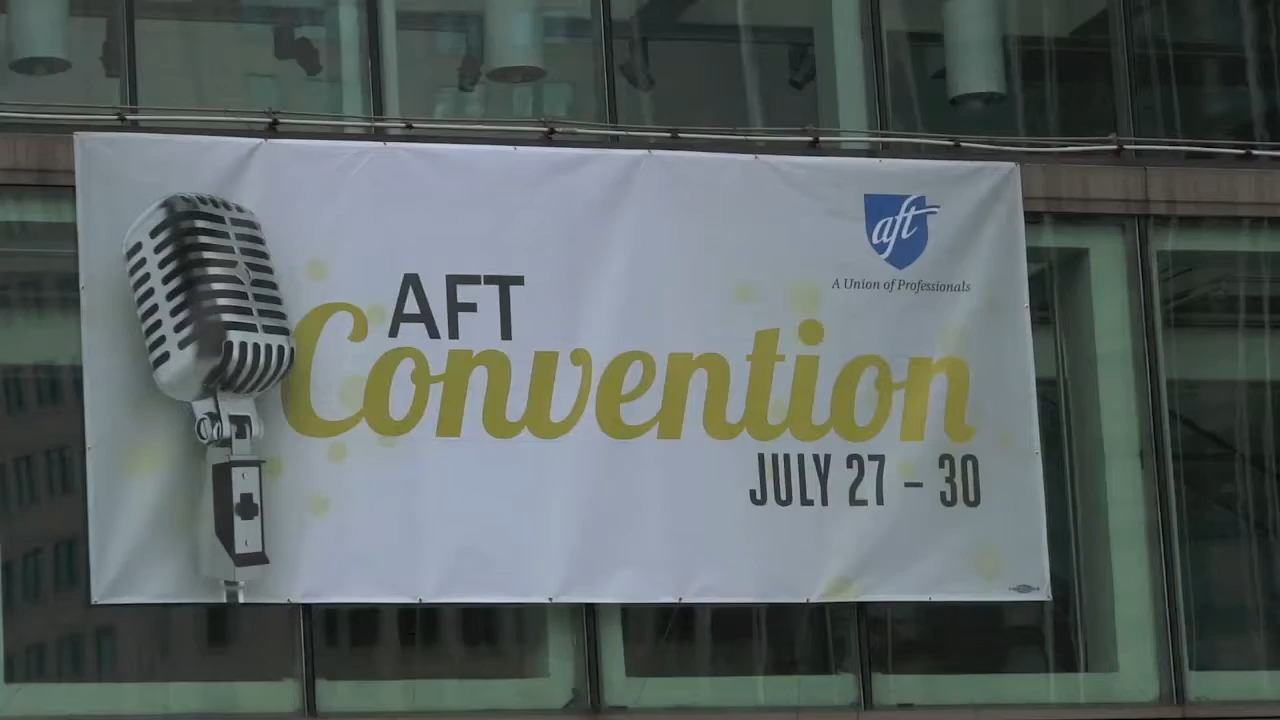 aft
A Union of Professionals
AFT
Convention
JULY 27 – 30